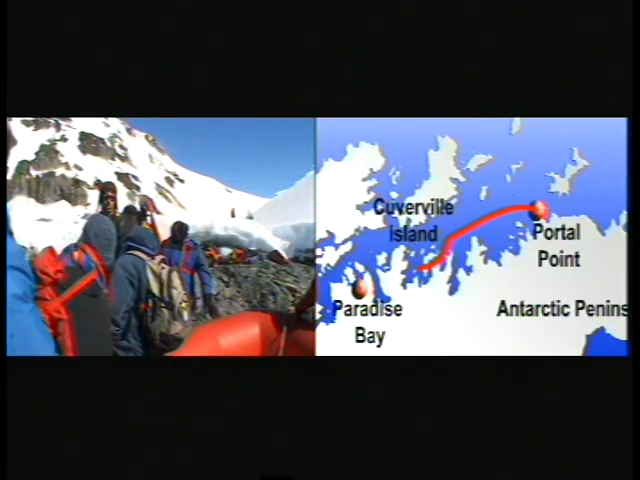 Cuverville
Island
Portal
Point
Paradise
Bay
Antarctic Penins